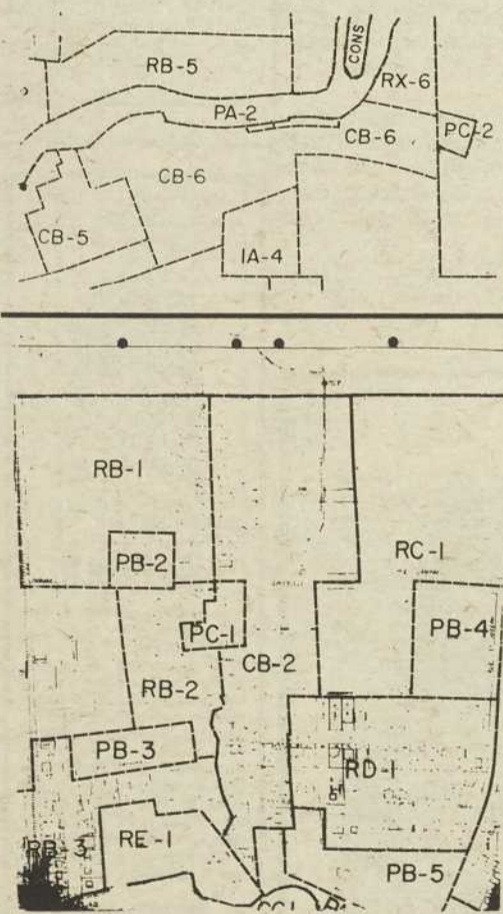 CONS
RB-5
RX-6
PA-2
PC-2
CB-6
CB-6
CB-5
IA-4
RB-1
PB-2
RC-1
PC-1
PB-4
RB-2
CB-2
PB-3
RD-1
RE-1
RB-3
PB-5